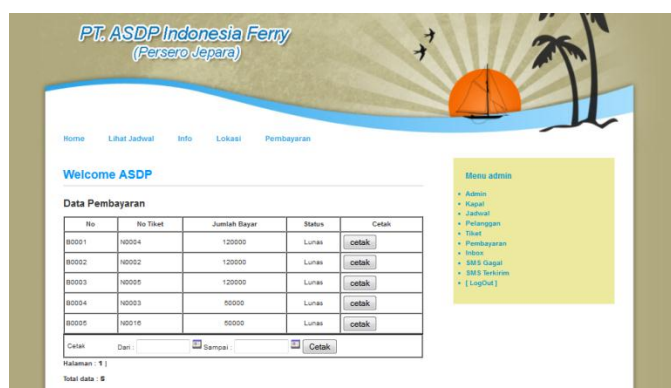 PT. ASDP Indonesia Ferry
(Persero Jepara)
Home Lihat Jadwal Info Lokasi Pembayaran
Welcome ASDP
Data Pembayaran
No No Tiket Jumlah Bayar Status Cetak
B0001 N0004 120000 Lunas cetak
B0002 N0002 120000 Lunas cetak
B0003 N0005 120000 Lunas cetak
B0004 N0003 50000 Lunas cetak
B0005 N0016 50000 Lunas cetak
Cetak Dari : Sampai : Cetak
Halaman : 1 |
Total data : 5
Menu admin
Admin
Kapal
Jadwal
Pelanggan
Tiket
Pembayaran
Inbox
SMS Gagal
SMS Terkirim
[ LogOut ]